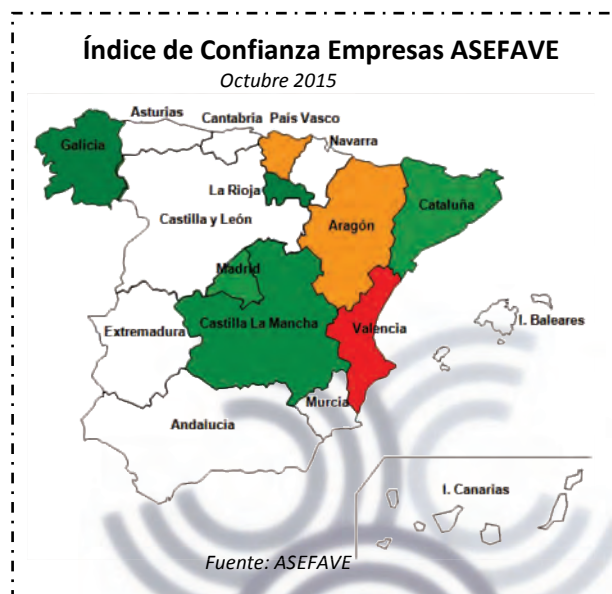 Índice de Confianza Empresas ASEFAVE
Octubre 2015
Asturias
Cantabria
País Vasco
Navarra
Galicia
La Rioja
Castilla y León
Cataluña
Aragón
Madrid
Castilla La Mancha
Valencia
I. Baleares
Extremadura
Murcia
Andalucia
I. Canarias
Fuente: ASEFAVE